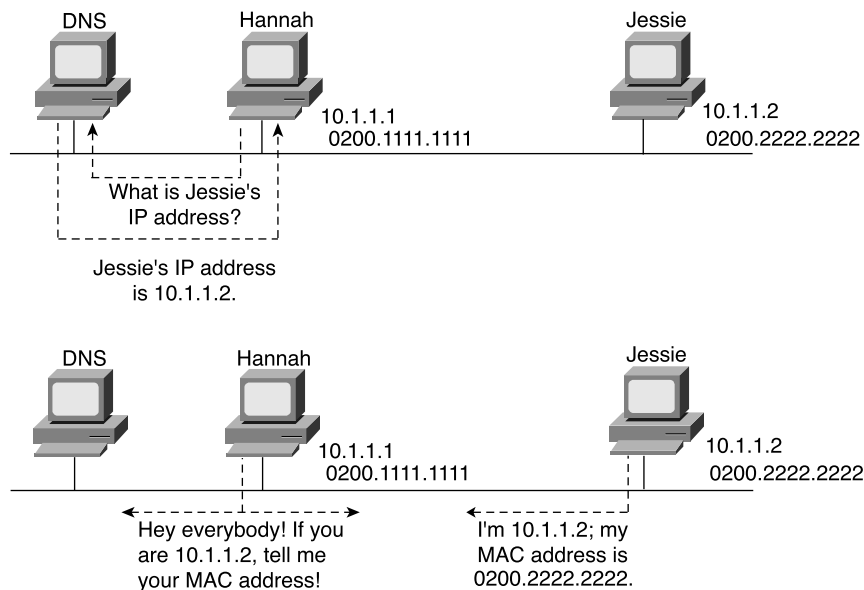 DNS
Hannah
Jessie
10.1.1.1
0200.1111.1111
10.1.1.2
0200.2222.2222
What is Jessie's
IP address?
Jessie's IP address
is 10.1.1.2.
DNS
Hannah
Jessie
10.1.1.1
0200.1111.1111
10.1.1.2
0200.2222.2222
Hey everybody! If you
are 10.1.1.2, tell me
your MAC address!
I'm 10.1.1.2; my
MAC address is
0200.2222.2222.